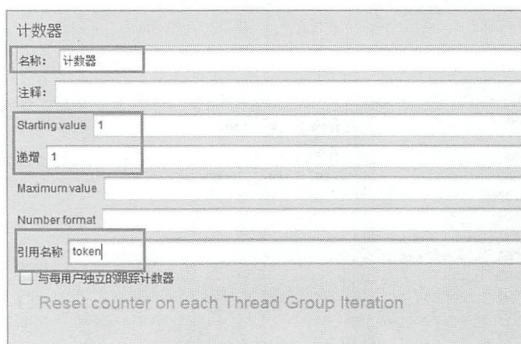 计数器
名称： 计数器
注释：
Starting value 1
递增 1
Maximum value
Number format
引用名称 token
与每用户独立的跟踪计数器
Reset counter on each Thread Group Iteration